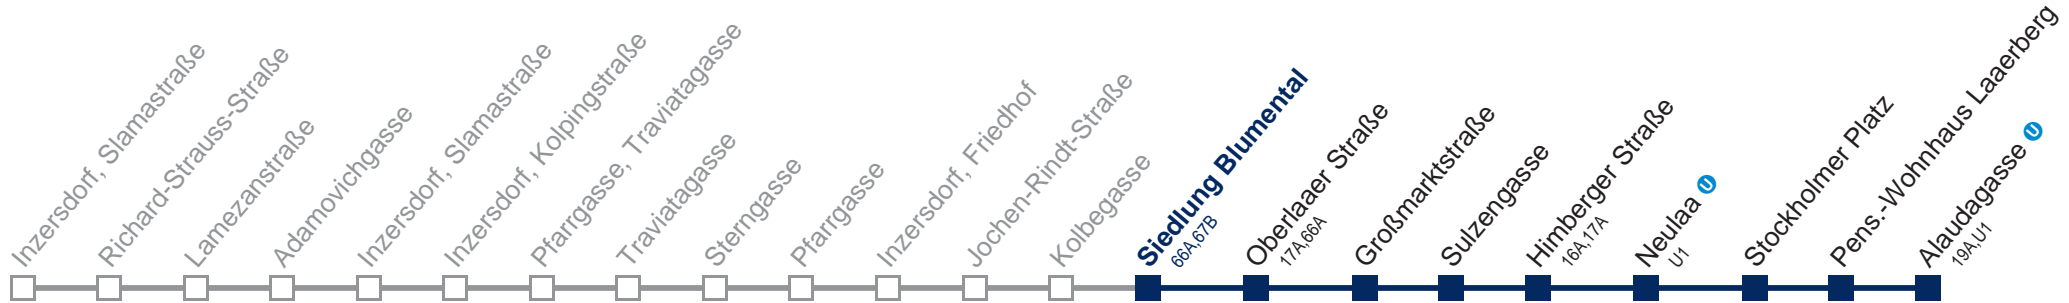 Inzersdorf, Slamastraße
Richard-Strauss-Straße
Lamezanstraße
Adamovichgasse
Inzersdorf, Slamastraße
Inzersdorf, Kolpingstraße
Pfarrgasse, Traviatagasse
Traviatagasse
Sterngasse
Pfarrgasse
Inzersdorf, Friedhof
Jochen-Rindt-Straße
Kolbegasse
Siedlung Blumental
66A,67B
Oberlaaer Straße
17A,66A
Großmarktstraße
Sulzengasse
Himberger Straße
16A,17A
Neulaa U
U1
Stockholmer Platz
Pens.-Wohnhaus Laaerberg
Alaudagasse U
19A,U1